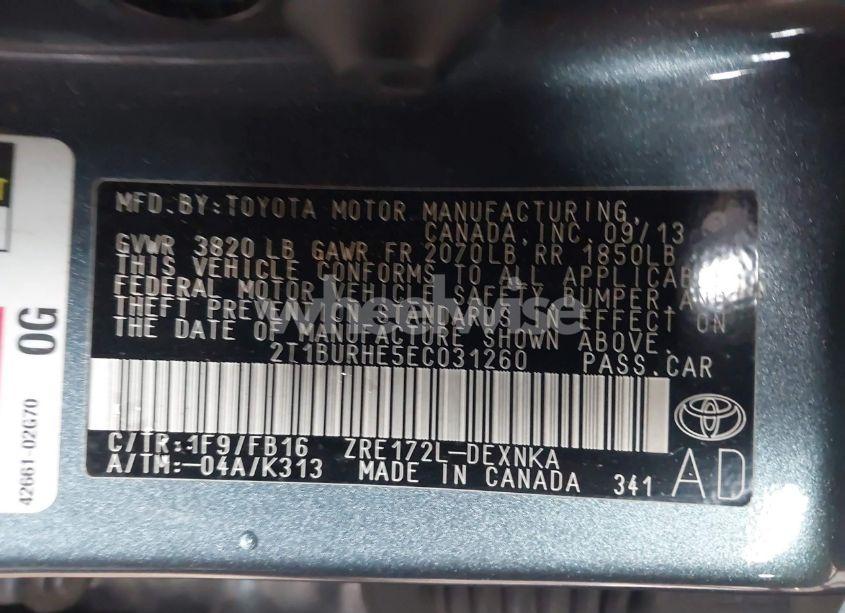 MFD. BY: TOYOTA MOTOR MANUFACTURING,
CANADA, INC. 09/13
GVWR 3820 LB GAWR FR 2070LB, RR 1850LB
THIS VEHICLE CONFORMS TO ALL APPLICABLE
FEDERAL MOTOR VEHICLE SAFETY, BUMPER, AND
THEFT PREVENTION STANDARDS IN EFFECT ON
THE DATE OF MANUFACTURE SHOWN ABOVE.
2T1BURHE5EC031260 PASS.CAR
C/TR: 1F9/FB16 ZRE172L-DEXNKA
A/TM: -04A/K313 MADE IN CANADA 341 AD
0G
42661-02G70
wheelwise